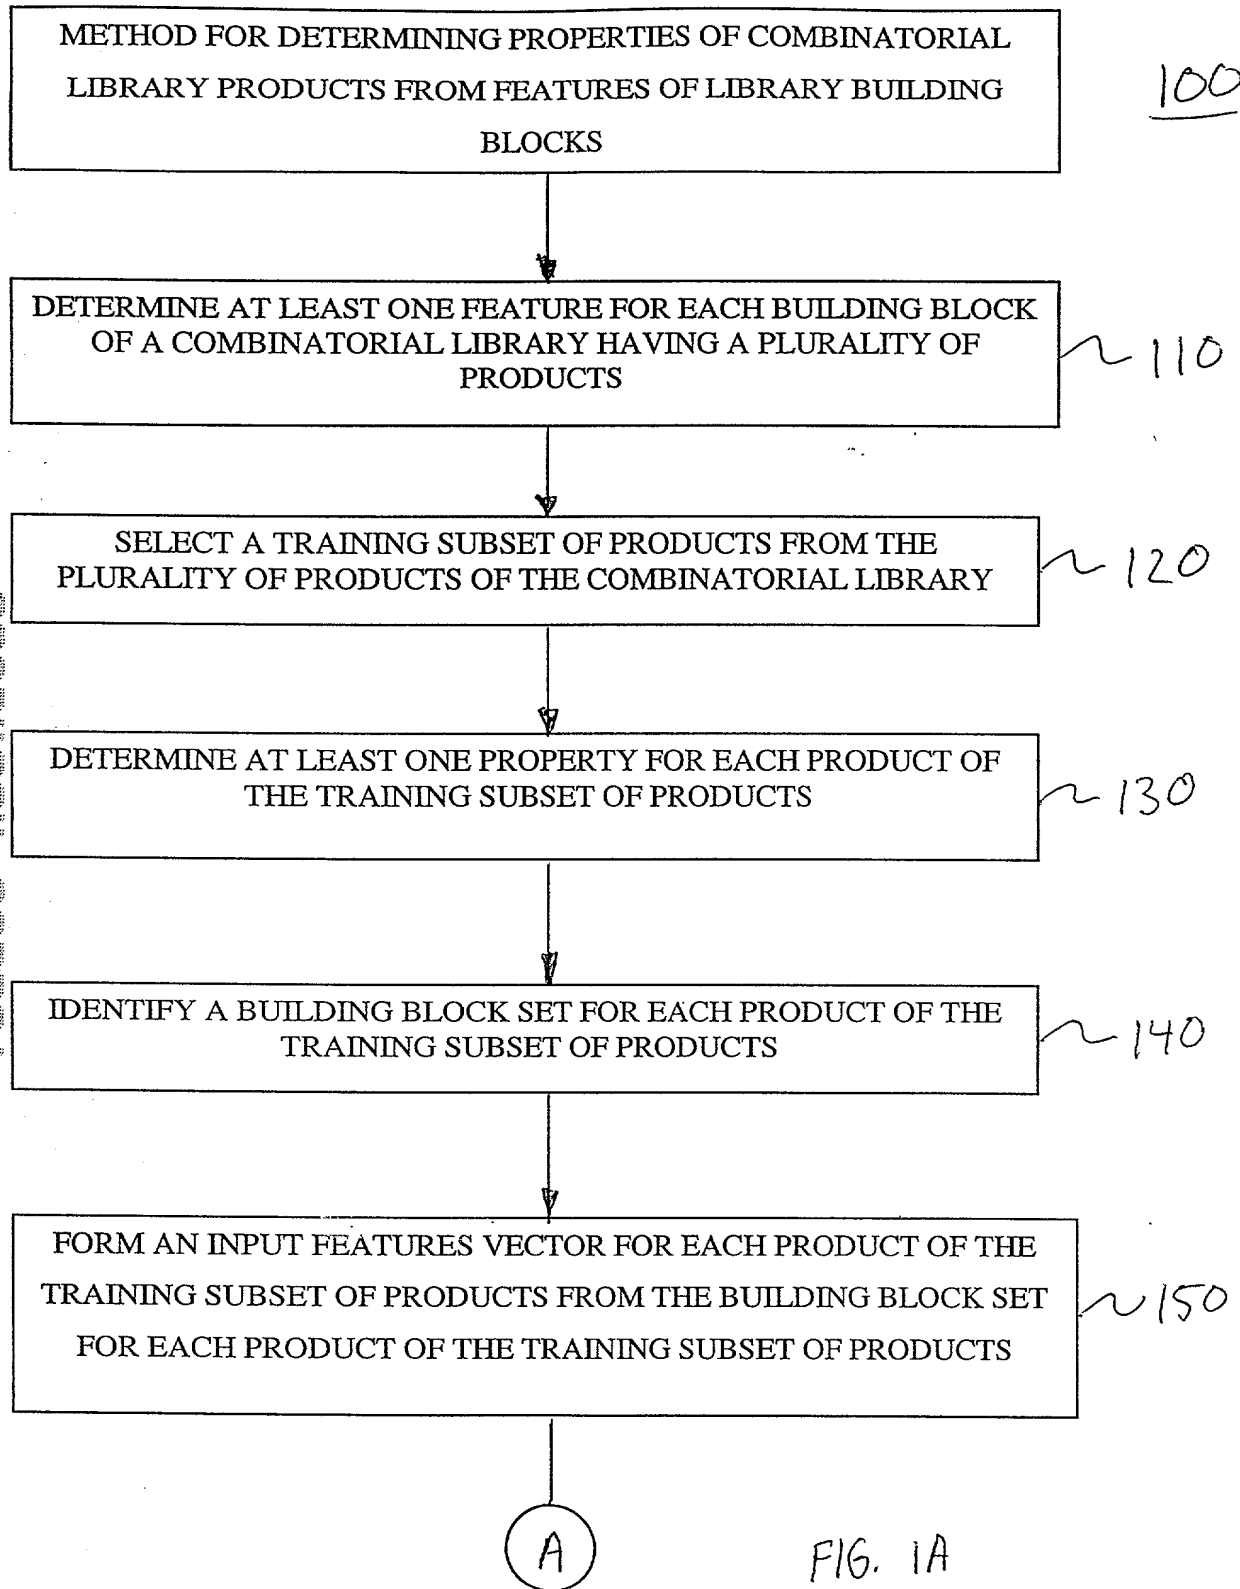 METHOD FOR DETERMINING PROPERTIES OF COMBINATORIAL
LIBRARY PRODUCTS FROM FEATURES OF LIBRARY BUILDING
BLOCKS
100
DETERMINE AT LEAST ONE FEATURE FOR EACH BUILDING BLOCK
OF A COMBINATORIAL LIBRARY HAVING A PLURALITY OF
PRODUCTS
110
SELECT A TRAINING SUBSET OF PRODUCTS FROM THE
PLURALITY OF PRODUCTS OF THE COMBINATORIAL LIBRARY
120
DETERMINE AT LEAST ONE PROPERTY FOR EACH PRODUCT OF
THE TRAINING SUBSET OF PRODUCTS
130
IDENTIFY A BUILDING BLOCK SET FOR EACH PRODUCT OF THE
TRAINING SUBSET OF PRODUCTS
140
FORM AN INPUT FEATURES VECTOR FOR EACH PRODUCT OF THE
TRAINING SUBSET OF PRODUCTS FROM THE BUILDING BLOCK SET
FOR EACH PRODUCT OF THE TRAINING SUBSET OF PRODUCTS
150
A
FIG. 1A